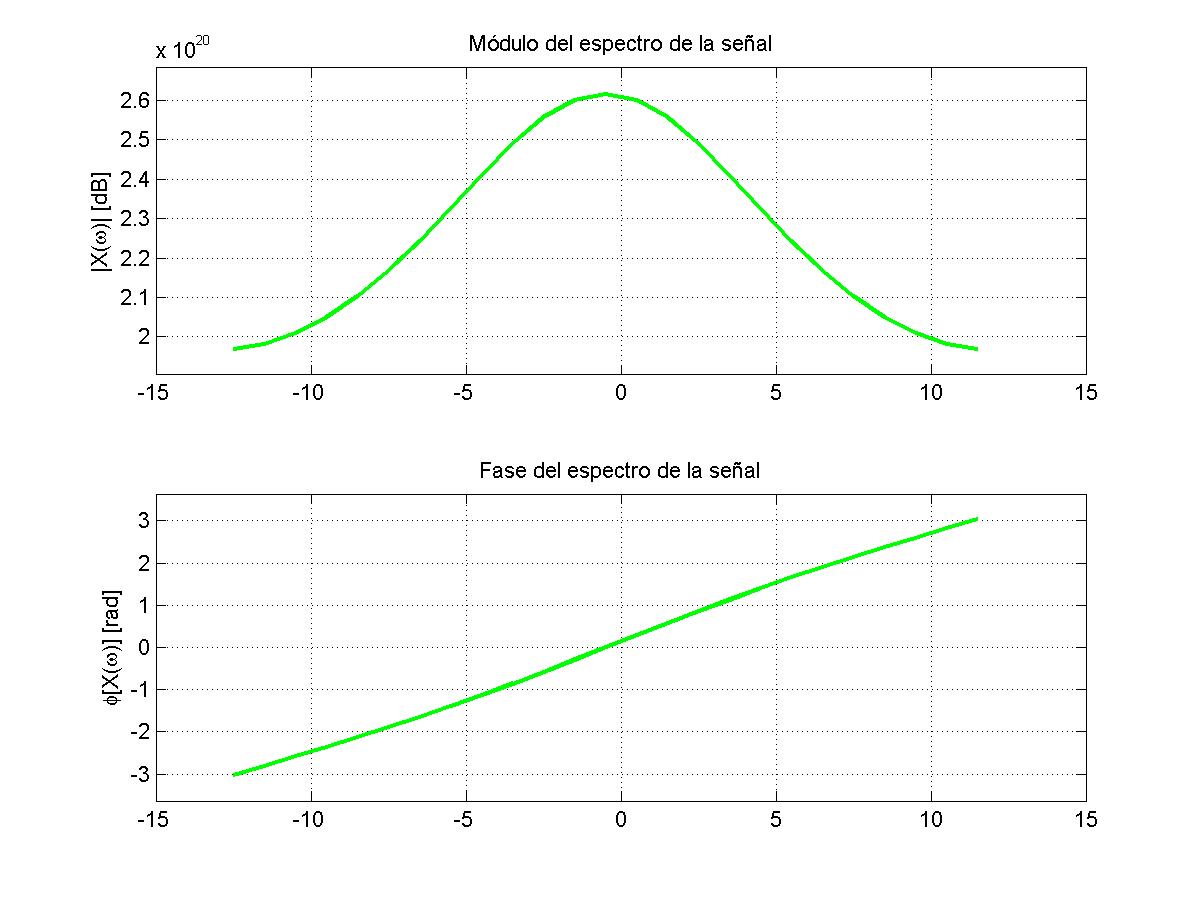 x 10^20
Módulo del espectro de la señal
|X(ω)| [dB]
2.6
2.5
2.4
2.3
2.2
2.1
2
-15 -10 -5 0 5 10 15
Fase del espectro de la señal
ϕ[X(ω)] [rad]
3
2
1
0
-1
-2
-3
-15 -10 -5 0 5 10 15